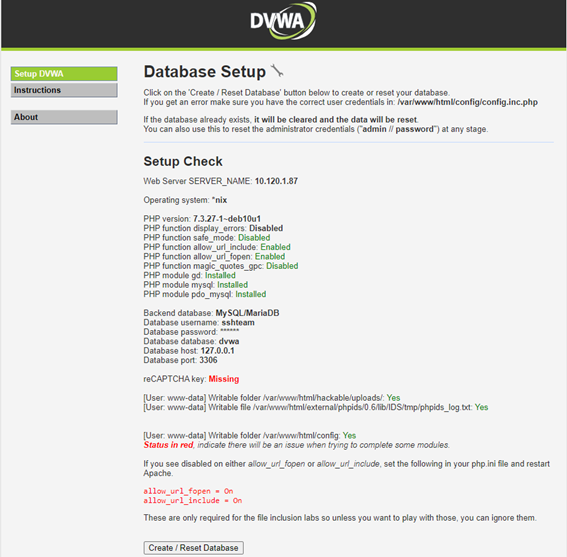 DVWA
Setup DVWA
Instructions
About
Database Setup
Click on the 'Create / Reset Database' button below to create or reset your database.
If you get an error make sure you have the correct user credentials in: /var/www/html/config/config.inc.php
If the database already exists, it will be cleared and the data will be reset.
You can also use this to reset the administrator credentials ("admin // password") at any stage.
Setup Check
Web Server SERVER_NAME: 10.120.1.87
Operating system: *nix
PHP version: 7.3.27-1~deb10u1
PHP function display_errors: Disabled
PHP function safe_mode: Disabled
PHP function allow_url_include: Enabled
PHP function allow_url_fopen: Enabled
PHP function magic_quotes_gpc: Disabled
PHP module gd: Installed
PHP module mysql: Installed
PHP module pdo_mysql: Installed
Backend database: MySQL/MariaDB
Database username: sshteam
Database password: ******
Database database: dvwa
Database host: 127.0.0.1
Database port: 3306
reCAPTCHA key: Missing
[User: www-data] Writable folder /var/www/html/hackable/uploads/: Yes
[User: www-data] Writable file /var/www/html/external/phpids/0.6/lib/IDS/tmp/phpids_log.txt: Yes
[User: www-data] Writable folder /var/www/html/config: Yes
Status in red, indicate there will be an issue when trying to complete some modules.
If you see disabled on either allow_url_fopen or allow_url_include, set the following in your php.ini file and restart
Apache.
allow_url_fopen = On
allow_url_include = On
These are only required for the file inclusion labs so unless you want to play with those, you can ignore them.
Create / Reset Database